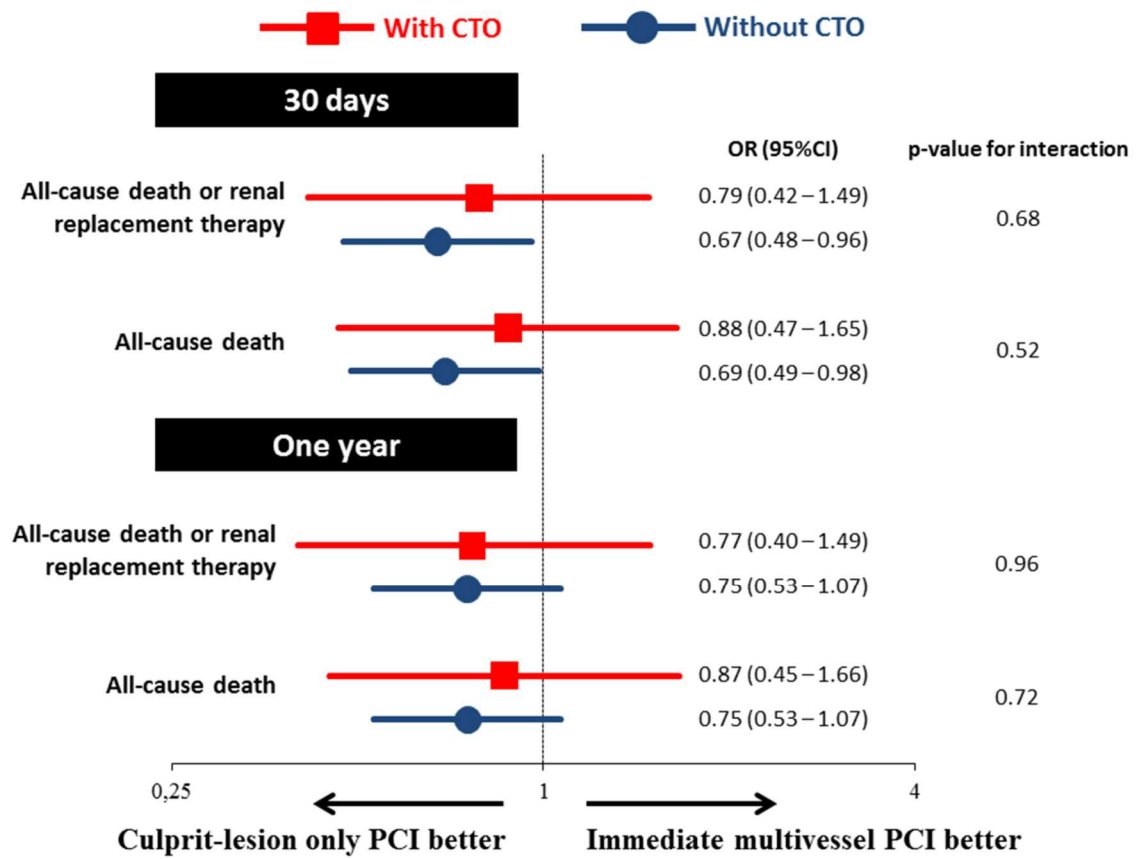 With CTO Without CTO
30 days
OR (95%CI) p-value for interaction
All-cause death or renal
replacement therapy
0.79 (0.42 – 1.49)
0.67 (0.48 – 0.96)
0.68
All-cause death
0.88 (0.47 – 1.65)
0.69 (0.49 – 0.98)
0.52
One year
All-cause death or renal
replacement therapy
0.77 (0.40 – 1.49)
0.75 (0.53 – 1.07)
0.96
All-cause death
0.87 (0.45 – 1.66)
0.75 (0.53 – 1.07)
0.72
0,25 1 4
Culprit-lesion only PCI better Immediate multivessel PCI better